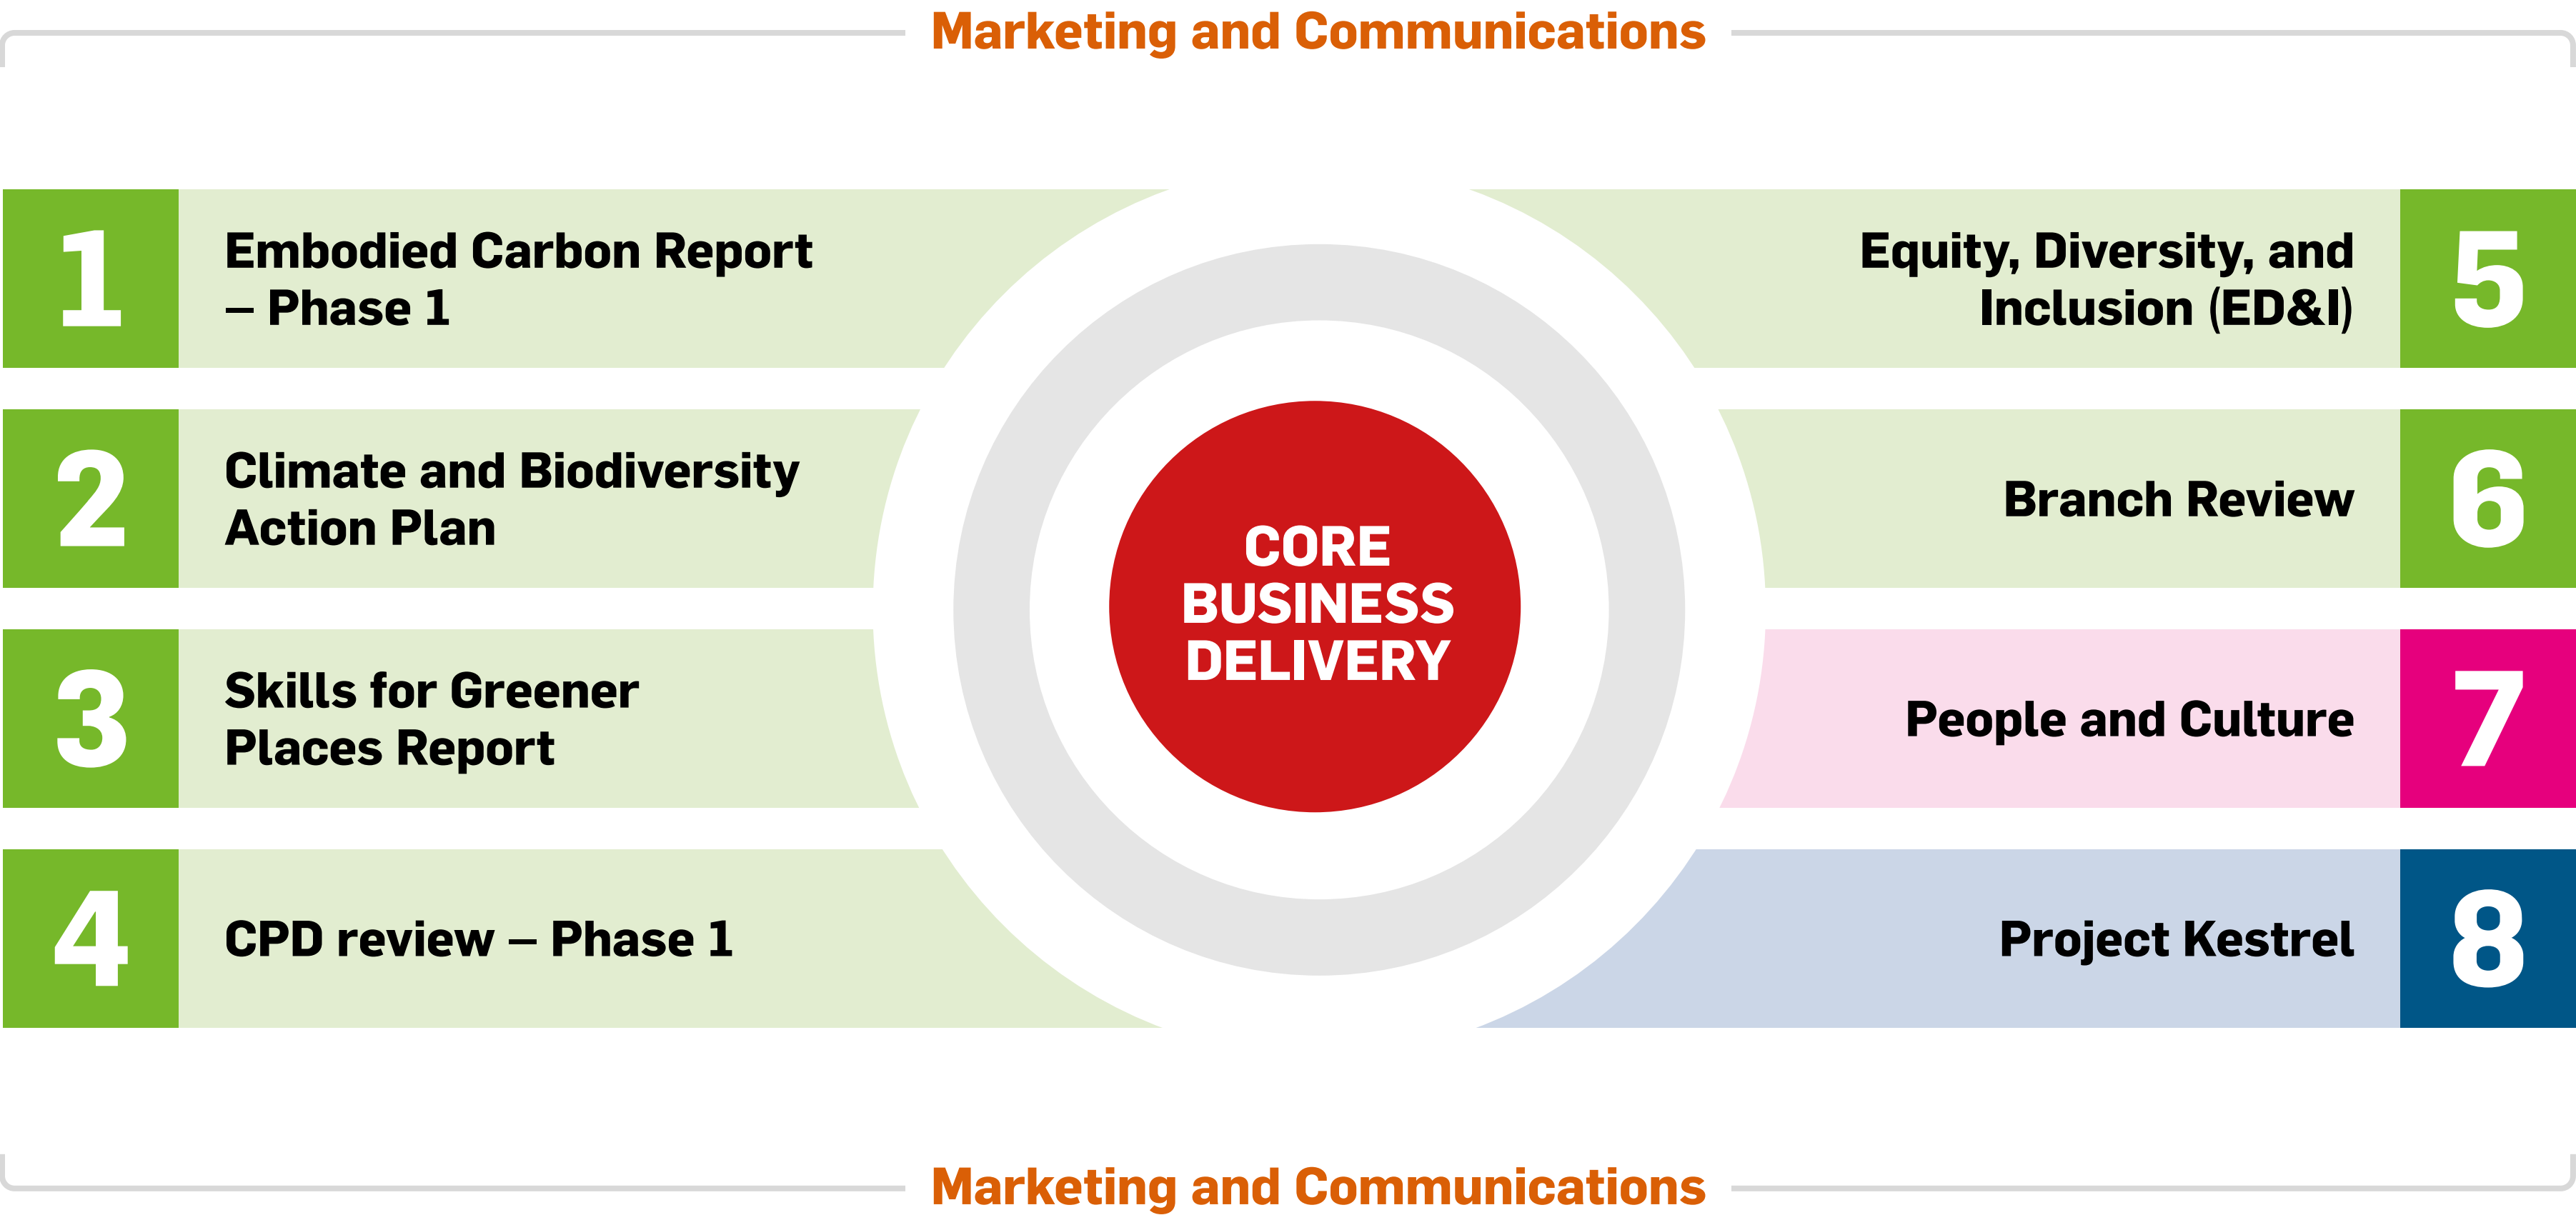 Marketing and Communications
1
Embodied Carbon Report
– Phase 1
2
Climate and Biodiversity
Action Plan
3
Skills for Greener
Places Report
4
CPD review – Phase 1
CORE
BUSINESS
DELIVERY
Equity, Diversity, and
Inclusion (ED&I)
5
Branch Review
6
People and Culture
7
Project Kestrel
8
Marketing and Communications